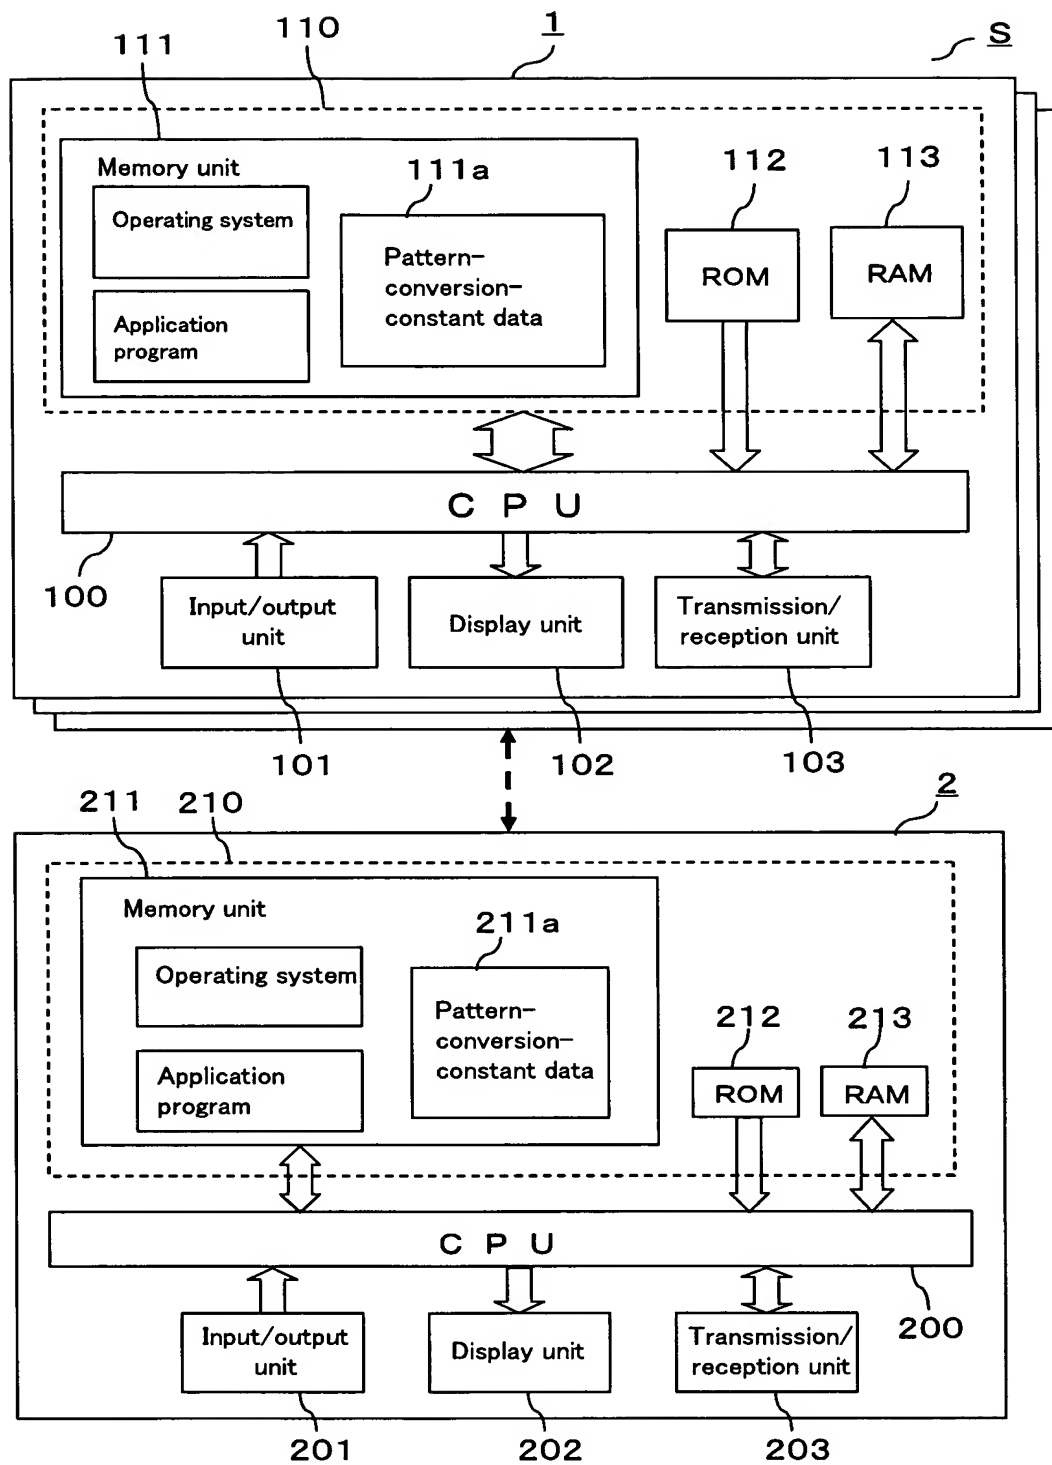 1
S
111
110
Memory unit
111a
112
113
Operating system
Pattern-
conversion-
constant data
ROM
RAM
Application
program
C P U
100
Input/output
unit
Display unit
Transmission/
reception unit
101
102
103
211
210
2
Memory unit
211a
Operating system
Pattern-
conversion-
constant data
212
213
Application
program
ROM
RAM
C P U
Input/output
unit
Display unit
Transmission/
reception unit
200
201
202
203